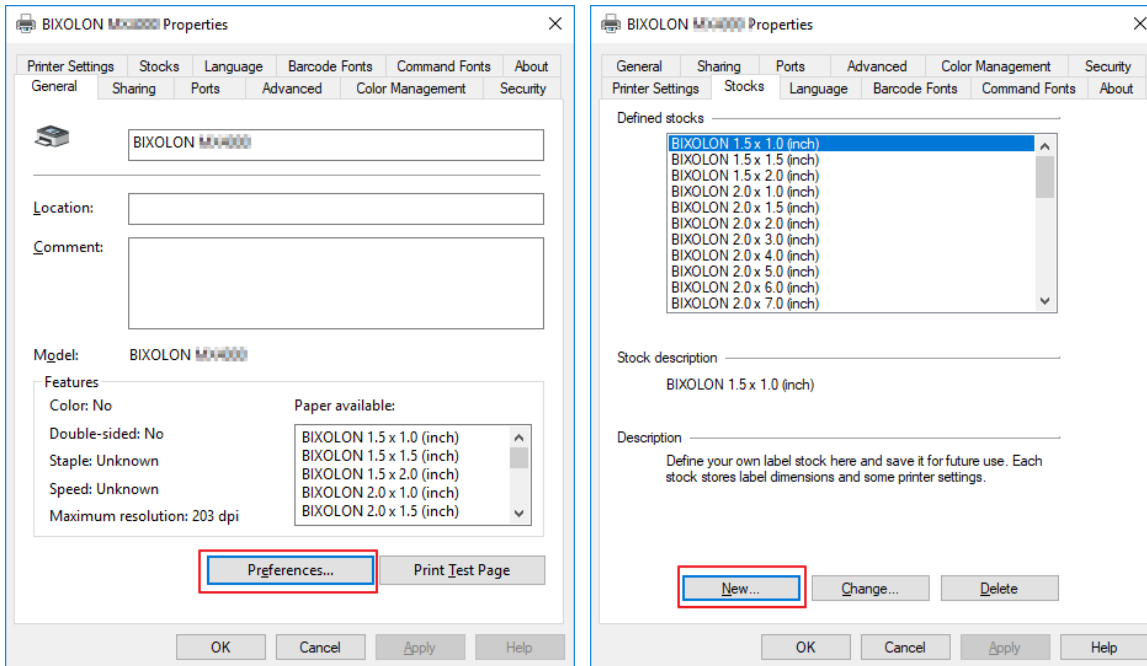 BIXOLON Properties
Printer Settings Stocks Language Barcode Fonts Command Fonts About
General Sharing Ports Advanced Color Management Security
BIXOLON
Location:
Comment:
Model: BIXOLON
Features
Color: No
Double-sided: No
Staple: Unknown
Speed: Unknown
Maximum resolution: 203 dpi
Paper available:
BIXOLON 1.5 x 1.0 (inch)
BIXOLON 1.5 x 1.5 (inch)
BIXOLON 1.5 x 2.0 (inch)
BIXOLON 2.0 x 1.0 (inch)
BIXOLON 2.0 x 1.5 (inch)
Preferences... Print Test Page
OK Cancel Apply Help
BIXOLON Properties
General Sharing Ports Advanced Color Management Security
Printer Settings Stocks Language Barcode Fonts Command Fonts About
Defined stocks
BIXOLON 1.5 x 1.0 (inch)
BIXOLON 1.5 x 1.5 (inch)
BIXOLON 1.5 x 2.0 (inch)
BIXOLON 2.0 x 1.0 (inch)
BIXOLON 2.0 x 1.5 (inch)
BIXOLON 2.0 x 2.0 (inch)
BIXOLON 2.0 x 3.0 (inch)
BIXOLON 2.0 x 4.0 (inch)
BIXOLON 2.0 x 5.0 (inch)
BIXOLON 2.0 x 6.0 (inch)
BIXOLON 2.0 x 7.0 (inch)
Stock description
BIXOLON 1.5 x 1.0 (inch)
Description
Define your own label stock here and save it for future use. Each
stock stores label dimensions and some printer settings.
New... Change... Delete
OK Cancel Apply Help